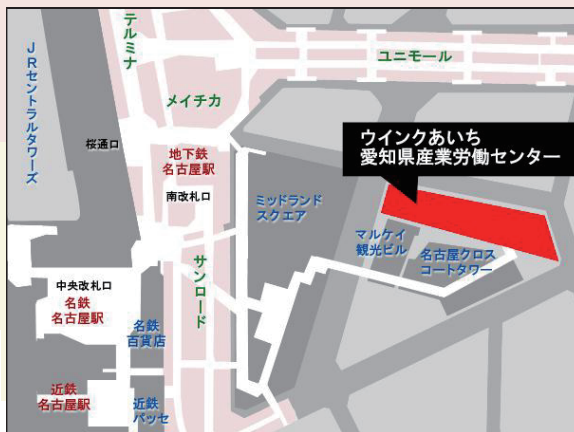 テルミナ
ユニモール
JRセントラルタワーズ
メイチカ
ウインクあいち
愛知県産業労働センター
桜通口
地下鉄
名古屋駅
南改札口
ミッドランド
スクエア
マルケイ
観光ビル
名古屋クロス
コートタワー
サンロード
中央改札口
名鉄
名古屋駅
名鉄
百貨店
近鉄
名古屋駅
近鉄
パッセ